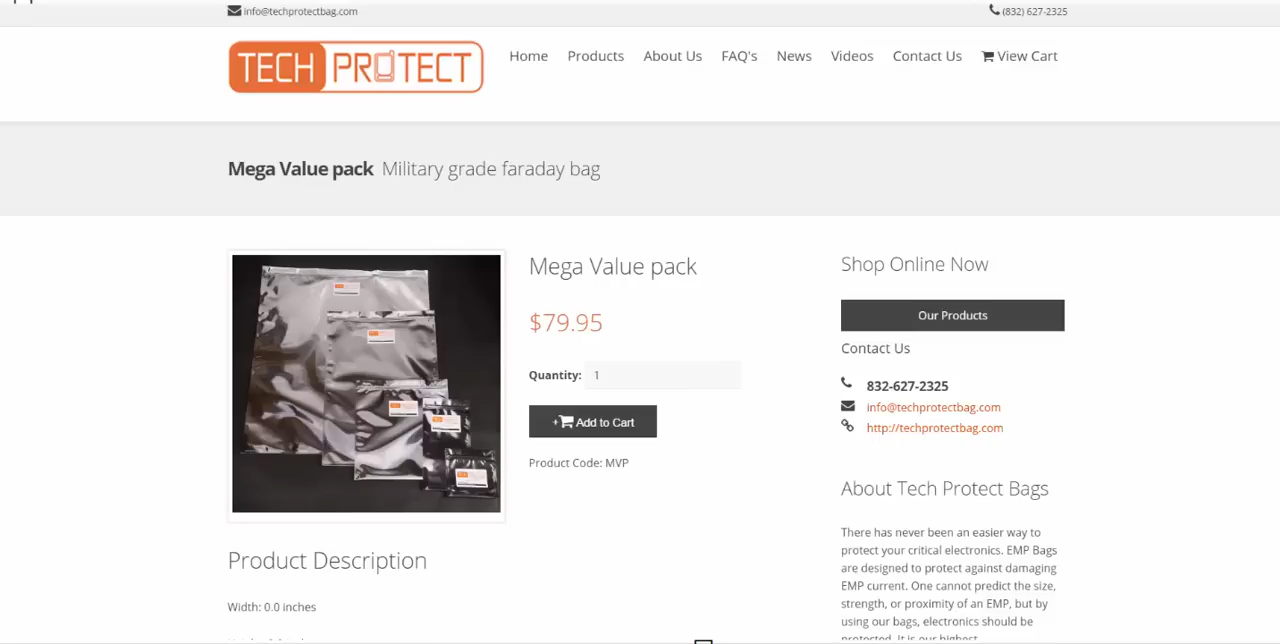 info@techprotectbag.com
(832) 627-2325
TECH PROTECT
Home Products About Us FAQ's News Videos Contact Us View Cart
Mega Value pack Military grade faraday bag
Mega Value pack
$79.95
Quantity: 1
+ Add to Cart
Product Code: MVP
Product Description
Width: 0.0 inches
Shop Online Now
Our Products
Contact Us
832-627-2325
info@techprotectbag.com
http://techprotectbag.com
About Tech Protect Bags
There has never been an easier way to
protect your critical electronics. EMP Bags
are designed to protect against damaging
EMP current. One cannot predict the size,
strength, or proximity of an EMP, but by
using our bags, electronics should be
protected. It is our highest